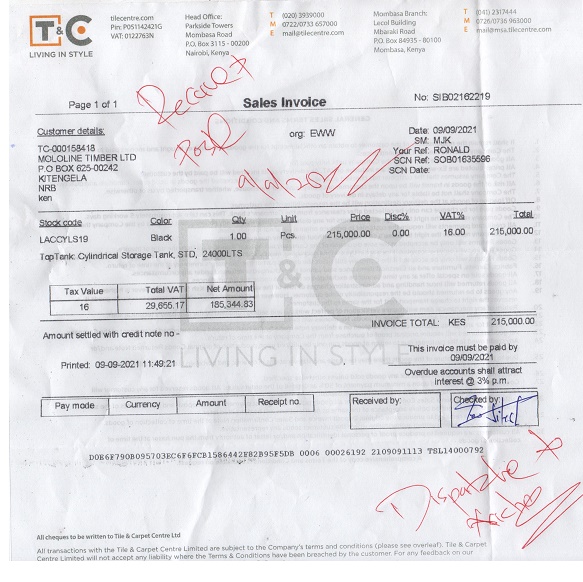 T&C
LIVING IN STYLE
tilecentre.com
Pin: P051142421G
VAT: 0122763N
Head Office:
Parkside Towers
Mombasa Road
P.O. Box 3115 - 00200
Nairobi, Kenya
T (020) 3939000
M 0722/0733 657000
E mail@tilecentre.com
Mombasa Branch:
Lecol Building
Mbaraki Road
P.O.Box 84935 - 80100
Mombasa, Kenya
T (041) 2317444
M 0726/0736 963000
E mail@msa.tilecentre.com
Page 1 of 1
Sales Invoice
No: SIB02162219
Customer details:
TC-000158418
MOLOLINE TIMBER LTD
P.O BOX 625-00242
KITENGELA
NRB
ken
org: EWW
Date: 09/09/2021
SM: MJK
Your Ref: RONALD
SCN Ref: SOB01635596
SCN Date:
Stock code Color Qty Unit Price Disc% VAT% Total
LACCYLS19 Black 1.00 Pcs. 215,000.00 0.00 16.00 215,000.00
TopTank: Cylindrical Storage Tank, STD, 24000LTS
Tax Value Total VAT Net Amount
16 29,655.17 185,344.83
INVOICE TOTAL: KES 215,000.00
Amount settled with credit note no -
This invoice must be paid by
09/09/2021
Printed: 09-09-2021 11:49:21
Overdue accounts shall attract
interest @ 3% p.m.
Pay mode Currency Amount Receipt no.
Received by:
Checked by:
D0E6F790B095703EC6F6FCB1586442F82B95F5DB 0006 00026192 2109091113 TSL14000792
T&C
LIVING IN STYLE
All cheques to be written to Tile & Carpet Centre Ltd
All transactions with the Tile & Carpet Centre Limited are subject to the Company's terms and conditions (please see overleaf). Tile & Carpet
Centre Limited will not accept any liability where the Terms & Conditions have been breached by the customer. For any feedback on our